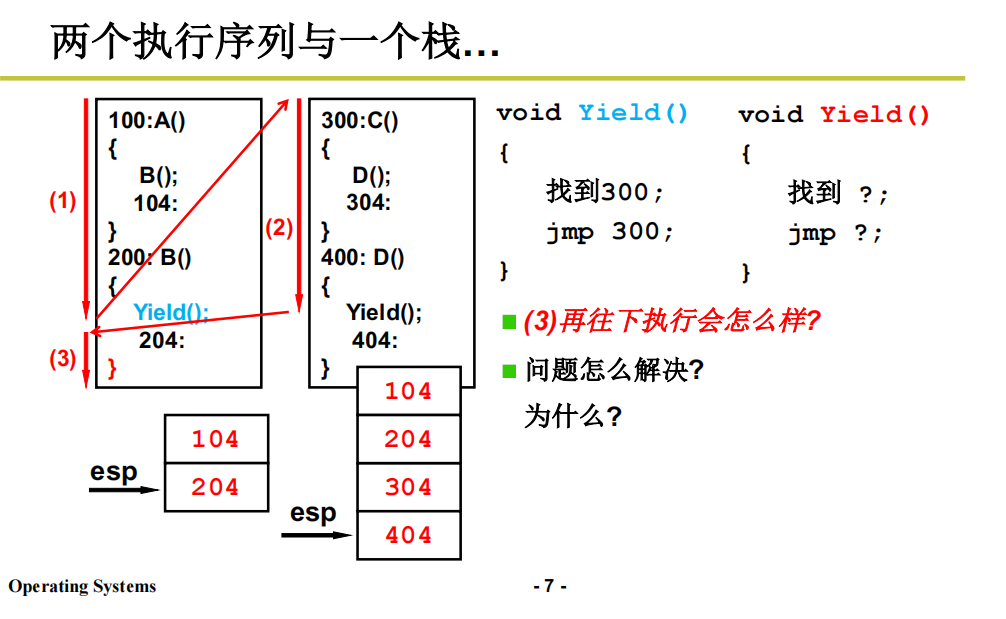 两个执行序列与一个栈…
(1)
100:A()
{
B();
104:
}
200: B()
{
Yield();
204:
}
(3)
(2)
300:C()
{
D();
304:
}
400: D()
{
Yield();
404:
}
void Yield()
{
找到300;
jmp 300;
}
void Yield()
{
找到 ?;
jmp ?;
}
(3)再往下执行会怎么样?
问题怎么解决?
为什么?
esp
104
204
esp
104
204
304
404
Operating Systems
- 7 -